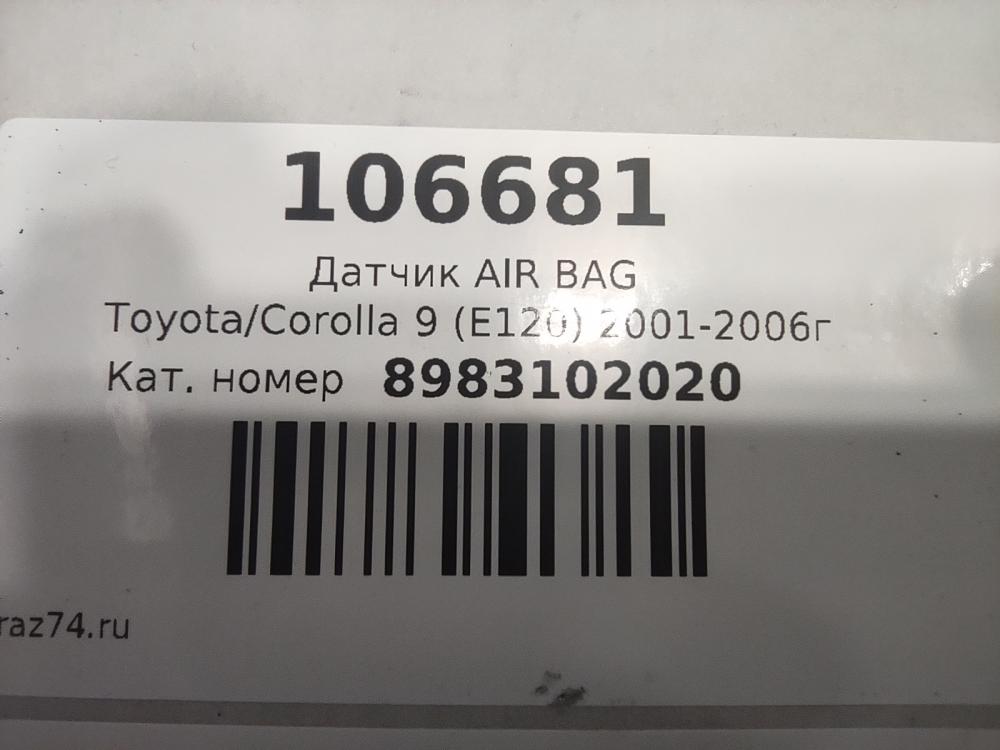 106681
Датчик AIR BAG
Toyota/Corolla 9 (E120) 2001-2006г
Кат. номер 8983102020
raz74.ru